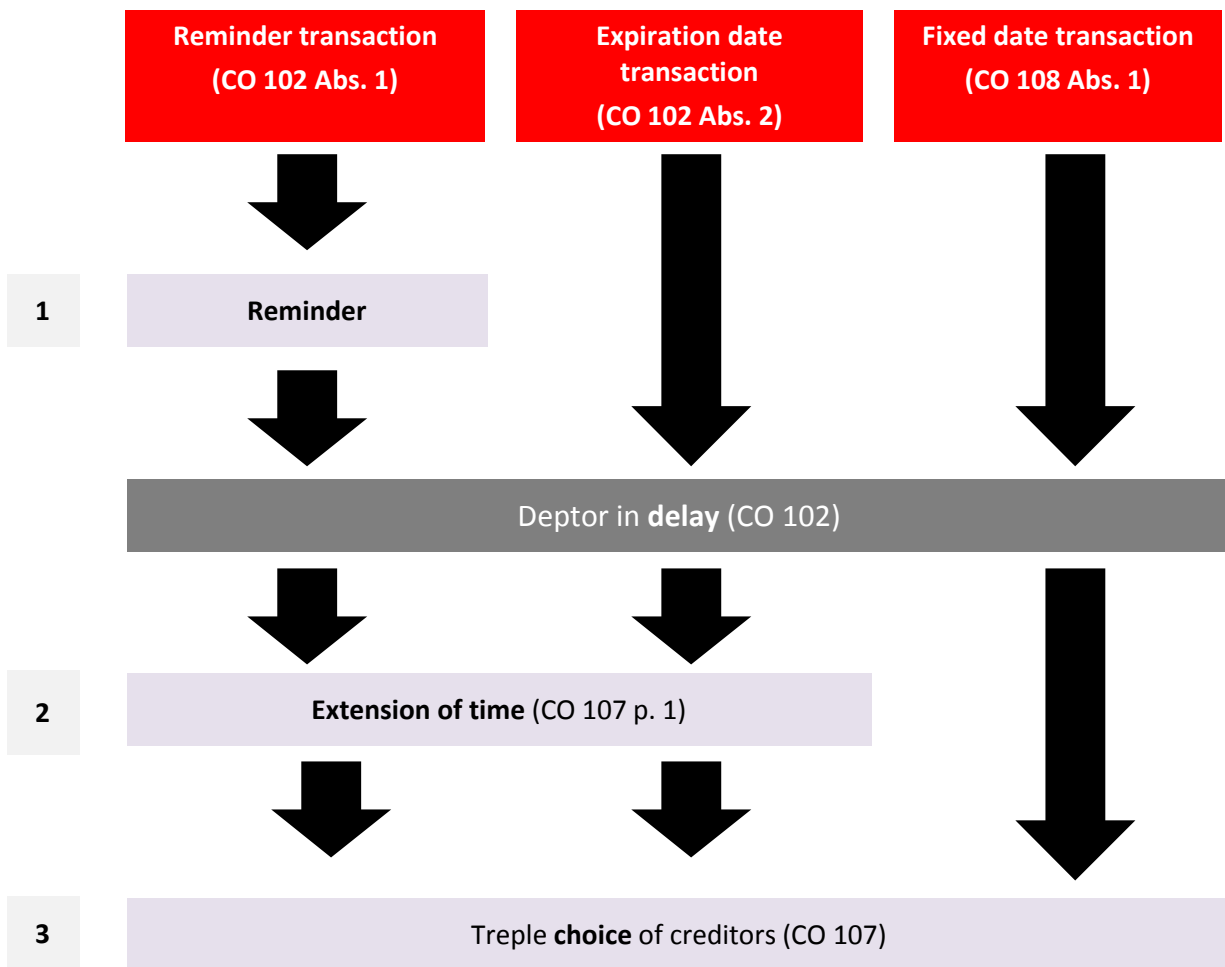 Reminder transaction
(CO 102 Abs. 1)
Expiration date
transaction
(CO 102 Abs. 2)
Fixed date transaction
(CO 108 Abs. 1)
1
Reminder
Deptor in delay (CO 102)
2
Extension of time (CO 107 p. 1)
3
Treple choice of creditors (CO 107)